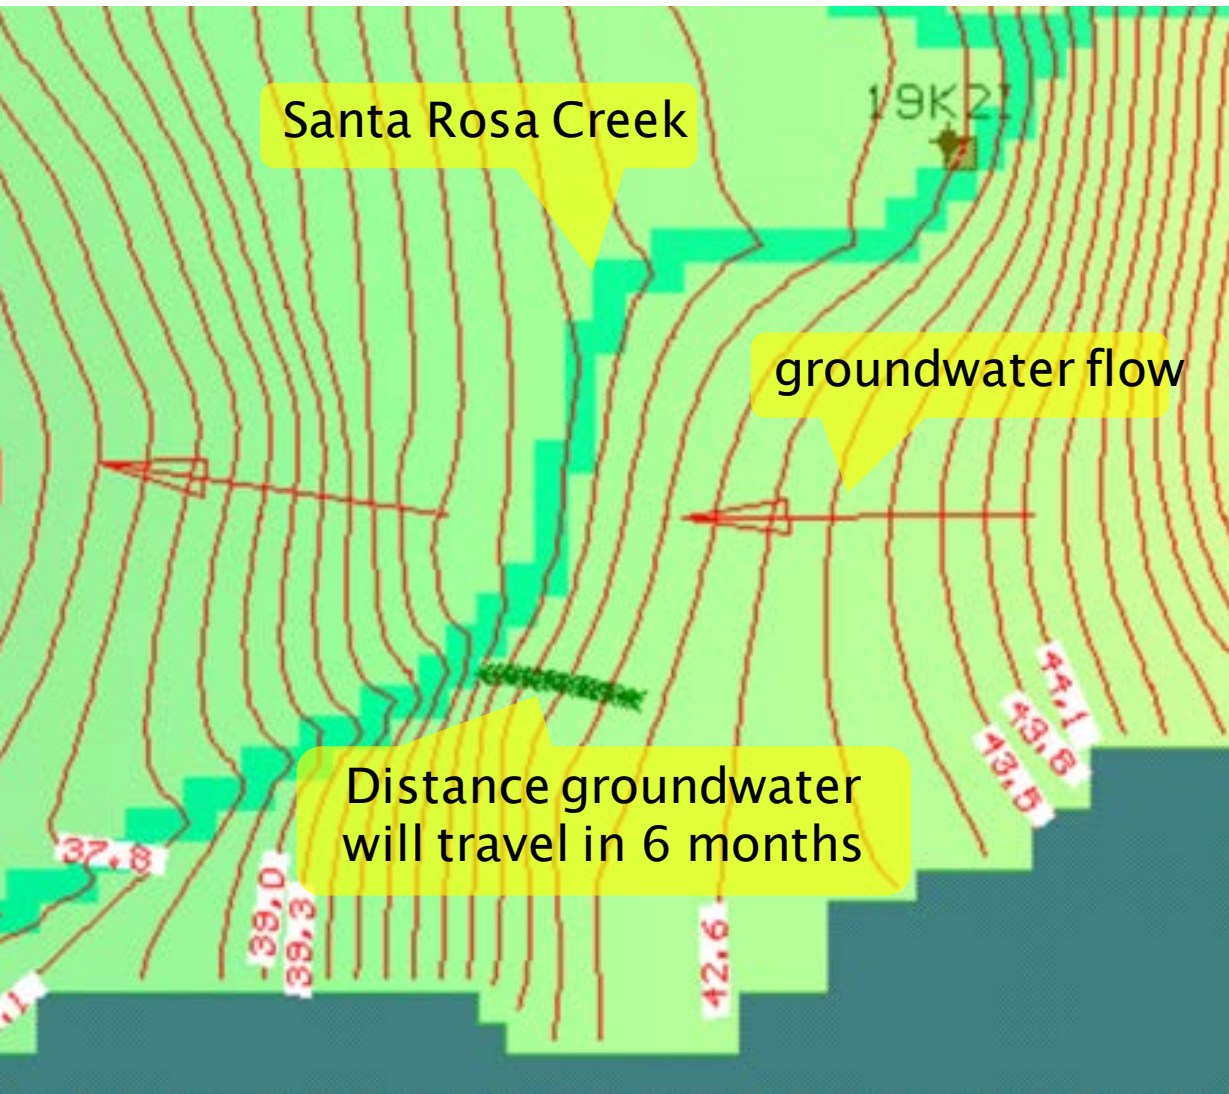 19K2I
Santa Rosa Creek
groundwater flow
44,1
43,8
43,5
Distance groundwater
will travel in 6 months
37,8
39,0
39,3
42,6